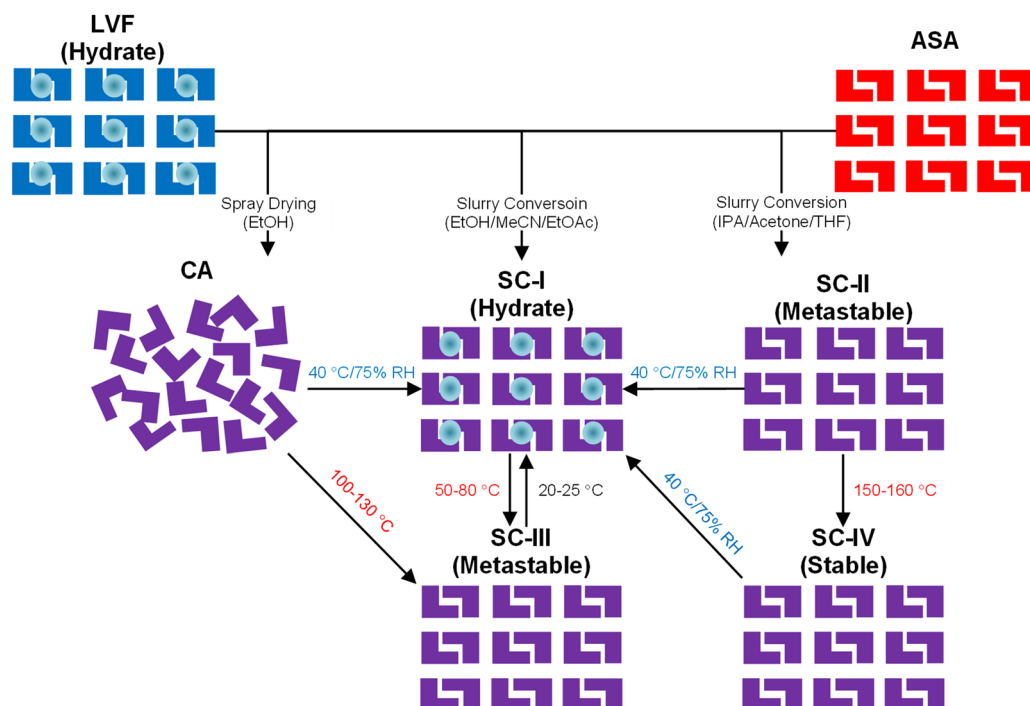 LVF
(Hydrate)
ASA
Spray Drying
(EtOH)
Slurry Conversoin
(EtOH/MeCN/EtOAc)
Slurry Conversion
(IPA/Acetone/THF)
CA
SC-I
(Hydrate)
SC-II
(Metastable)
40 °C/75% RH
40 °C/75% RH
100-130 °C
50-80 °C
20-25 °C
40 °C/75% RH
150-160 °C
SC-III
(Metastable)
SC-IV
(Stable)